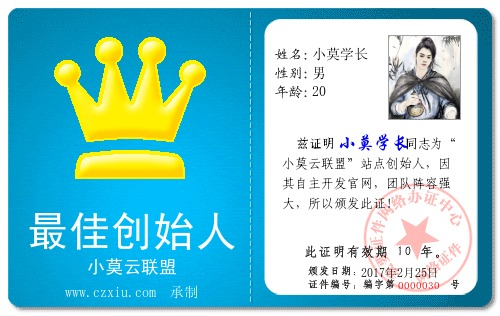 最佳创始人
小莫云联盟
www.czxiu.com 承制
姓名: 小莫学长
性别: 男
年龄: 20
兹证明 小莫学长同志为“
小莫云联盟”站点创始人,因
其自主开发官网,团队阵容强
大,所以颁发此证!
此证明有效期 10 年。
颁发日期: 2017年2月25日
证件编号: 编字第 0000030 号
网络办证中心